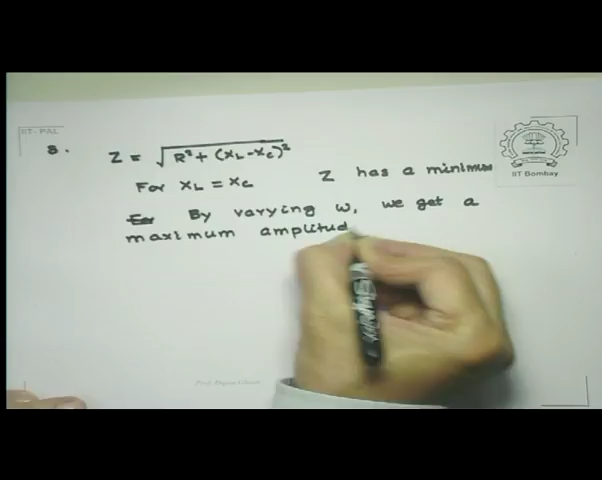 IIT-PAL
8.
Z = √R² + (XL - XC)²
For XL = XC Z has a minimum
By varying ω, we get a
maximum amplitud
IIT Bombay